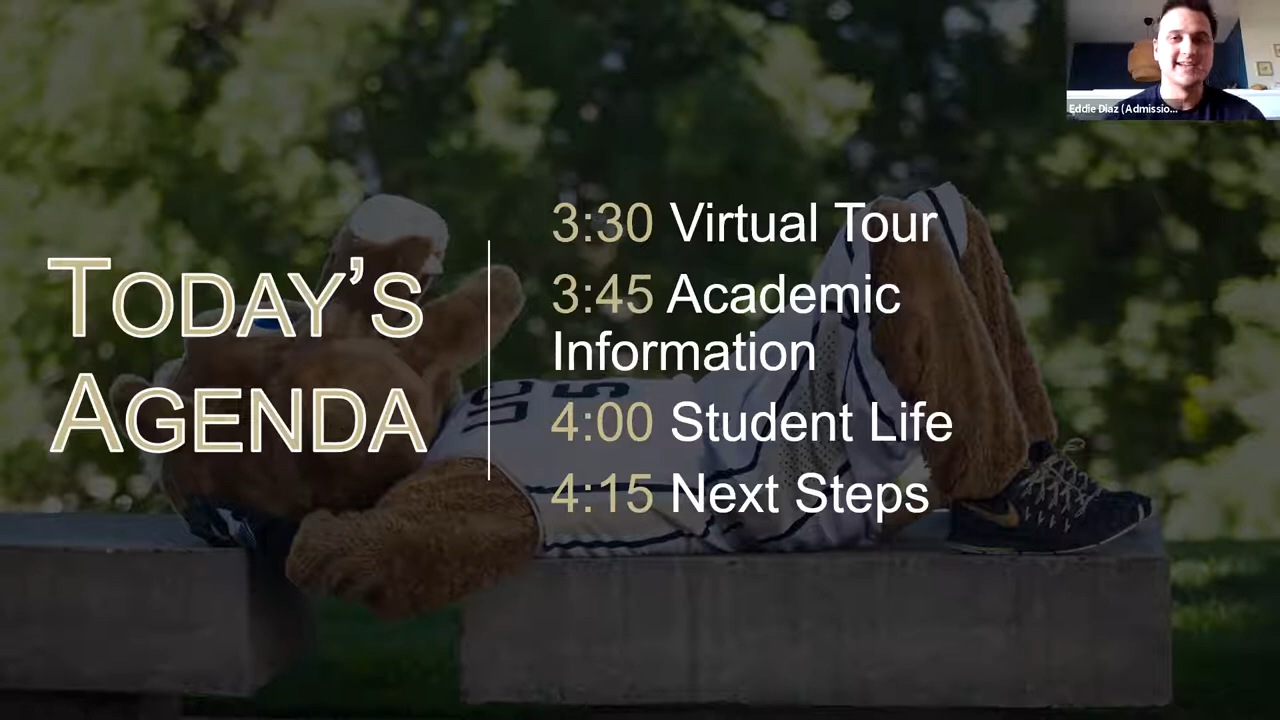 Eddie Diaz (Admissio...
TODAY'S
AGENDA
3:30 Virtual Tour
3:45 Academic
Information
4:00 Student Life
4:15 Next Steps